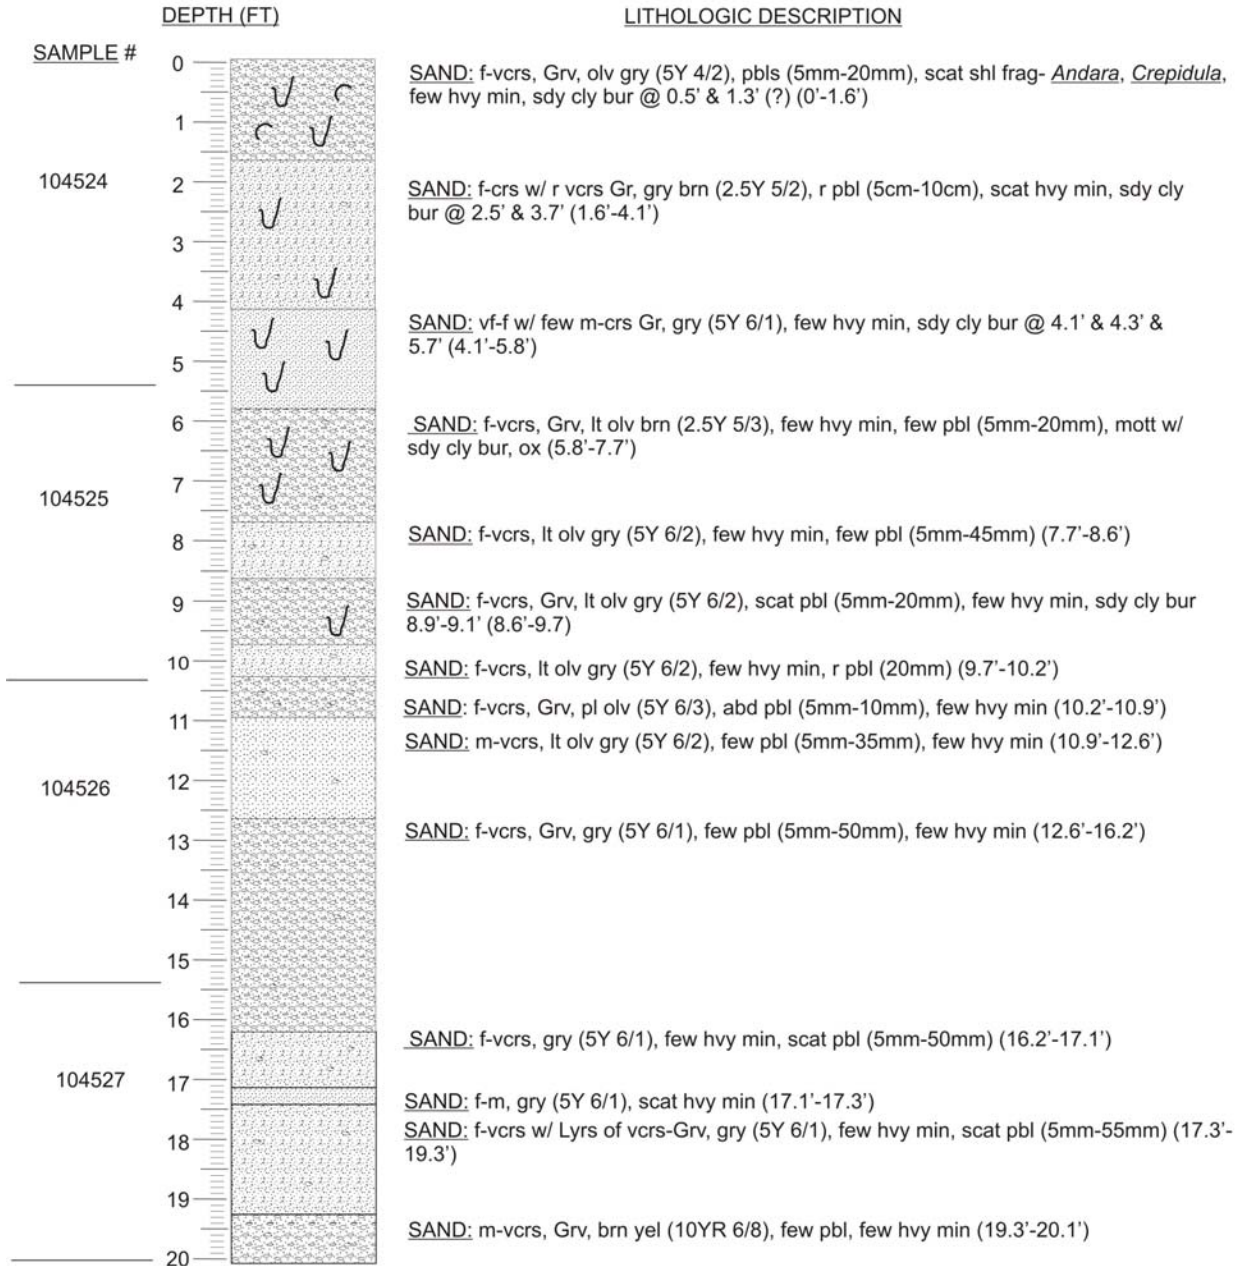 DEPTH (FT)
LITHOLOGIC DESCRIPTION
SAMPLE #
0
SAND: f-vcrs, Grv, olv gry (5Y 4/2), pbls (5mm-20mm), scat shl frag- Andara, Crepidula,
few hvy min, sdy cly bur @ 0.5' & 1.3' (?) (0'-1.6')
1
104524
2
SAND: f-crs w/ r vcrs Gr, gry brn (2.5Y 5/2), r pbl (5cm-10cm), scat hvy min, sdy cly
bur @ 2.5' & 3.7' (1.6'-4.1')
3
4
SAND: vf-f w/ few m-crs Gr, gry (5Y 6/1), few hvy min, sdy cly bur @ 4.1' & 4.3' &
5.7' (4.1'-5.8')
5
6
SAND: f-vcrs, Grv, lt olv brn (2.5Y 5/3), few hvy min, few pbl (5mm-20mm), mott w/
sdy cly bur, ox (5.8'-7.7')
7
104525
8
SAND: f-vcrs, lt olv gry (5Y 6/2), few hvy min, few pbl (5mm-45mm) (7.7'-8.6')
9
SAND: f-vcrs, Grv, lt olv gry (5Y 6/2), scat pbl (5mm-20mm), few hvy min, sdy cly bur
8.9'-9.1' (8.6'-9.7)
10
SAND: f-vcrs, lt olv gry (5Y 6/2), few hvy min, r pbl (20mm) (9.7'-10.2')
SAND: f-vcrs, Grv, pl olv (5Y 6/3), abd pbl (5mm-10mm), few hvy min (10.2'-10.9')
11
SAND: m-vcrs, lt olv gry (5Y 6/2), few pbl (5mm-35mm), few hvy min (10.9'-12.6')
12
104526
13
SAND: f-vcrs, Grv, gry (5Y 6/1), few pbl (5mm-50mm), few hvy min (12.6'-16.2')
14
15
16
SAND: f-vcrs, gry (5Y 6/1), few hvy min, scat pbl (5mm-50mm) (16.2'-17.1')
17
104527
SAND: f-m, gry (5Y 6/1), scat hvy min (17.1'-17.3')
SAND: f-vcrs w/ Lyrs of vcrs-Grv, gry (5Y 6/1), few hvy min, scat pbl (5mm-55mm) (17.3'-
19.3')
18
19
SAND: m-vcrs, Grv, brn yel (10YR 6/8), few pbl, few hvy min (19.3'-20.1')
20